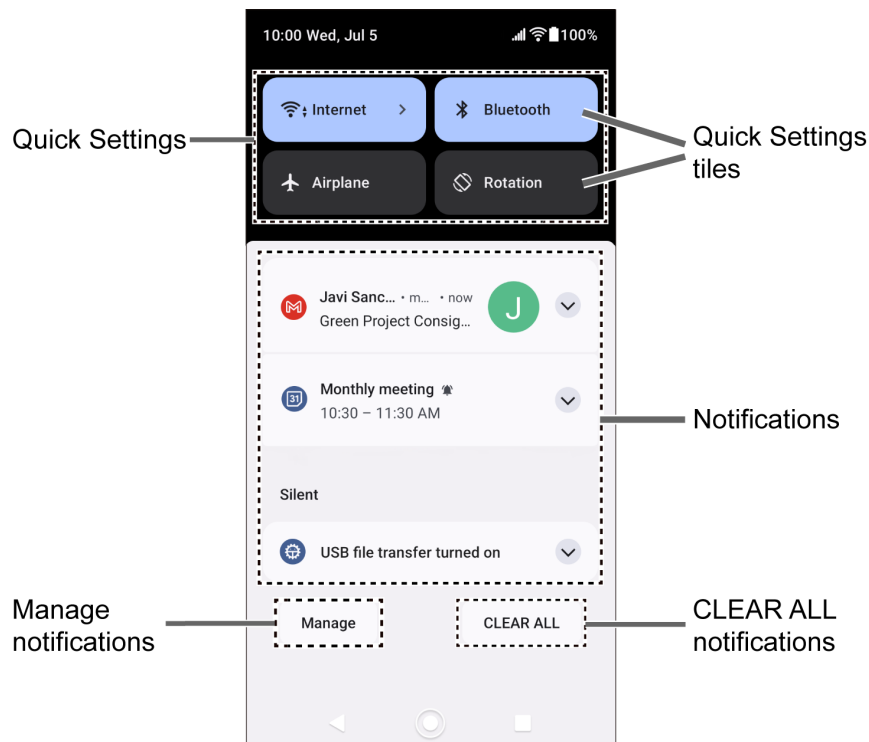 10:00 Wed, Jul 5 100%
Internet Bluetooth
Quick Settings
Quick Settings
tiles
Airplane Rotation
Javi Sanc... • m... • now
J
Green Project Consig...
Monthly meeting
31
10:30 – 11:30 AM
Notifications
Silent
USB file transfer turned on
Manage
notifications
Manage CLEAR ALL
CLEAR ALL
notifications